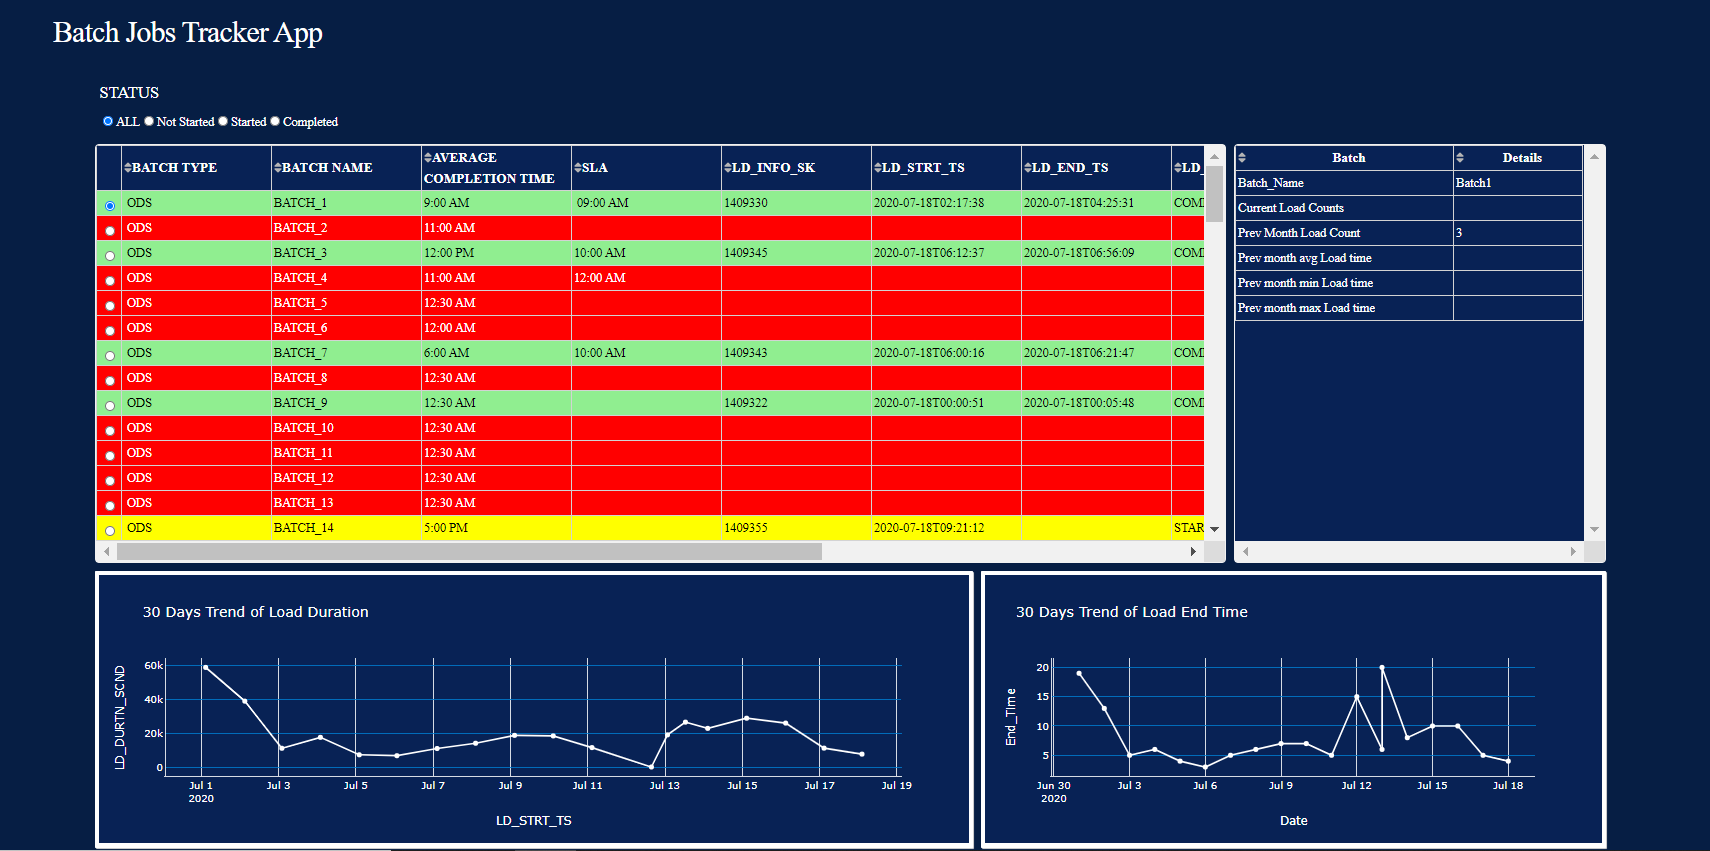 Batch Jobs Tracker App
STATUS
ALL Not Started Started Completed
BATCH TYPE BATCH NAME AVERAGE COMPLETION TIME SLA LD_INFO_SK LD_STRT_TS LD_END_TS LD_
ODS BATCH_1 9:00 AM 09:00 AM 1409330 2020-07-18T02:17:38 2020-07-18T04:25:31 COM
ODS BATCH_2 11:00 AM
ODS BATCH_3 12:00 PM 10:00 AM 1409345 2020-07-18T06:12:37 2020-07-18T06:56:09 COM
ODS BATCH_4 11:00 AM 12:00 AM
ODS BATCH_5 12:30 AM
ODS BATCH_6 12:00 AM
ODS BATCH_7 6:00 AM 10:00 AM 1409343 2020-07-18T06:00:16 2020-07-18T06:21:47 COM
ODS BATCH_8 12:30 AM
ODS BATCH_9 12:30 AM 1409322 2020-07-18T00:00:51 2020-07-18T00:05:48 COM
ODS BATCH_10 12:30 AM
ODS BATCH_11 12:30 AM
ODS BATCH_12 12:30 AM
ODS BATCH_13 12:30 AM
ODS BATCH_14 5:00 PM 1409355 2020-07-18T09:21:12 STAR
Batch Details
Batch_Name Batch1
Current Load Counts
Prev Month Load Count 3
Prev month avg Load time
Prev month min Load time
Prev month max Load time
30 Days Trend of Load Duration
LD_DURTN_SCND
60k
40k
20k
0
Jul 1 Jul 3 Jul 5 Jul 7 Jul 9 Jul 11 Jul 13 Jul 15 Jul 17 Jul 19
2020
LD_STRT_TS
30 Days Trend of Load End Time
End_Time
20
15
10
5
Jun 30 Jul 3 Jul 6 Jul 9 Jul 12 Jul 15 Jul 18
2020
Date